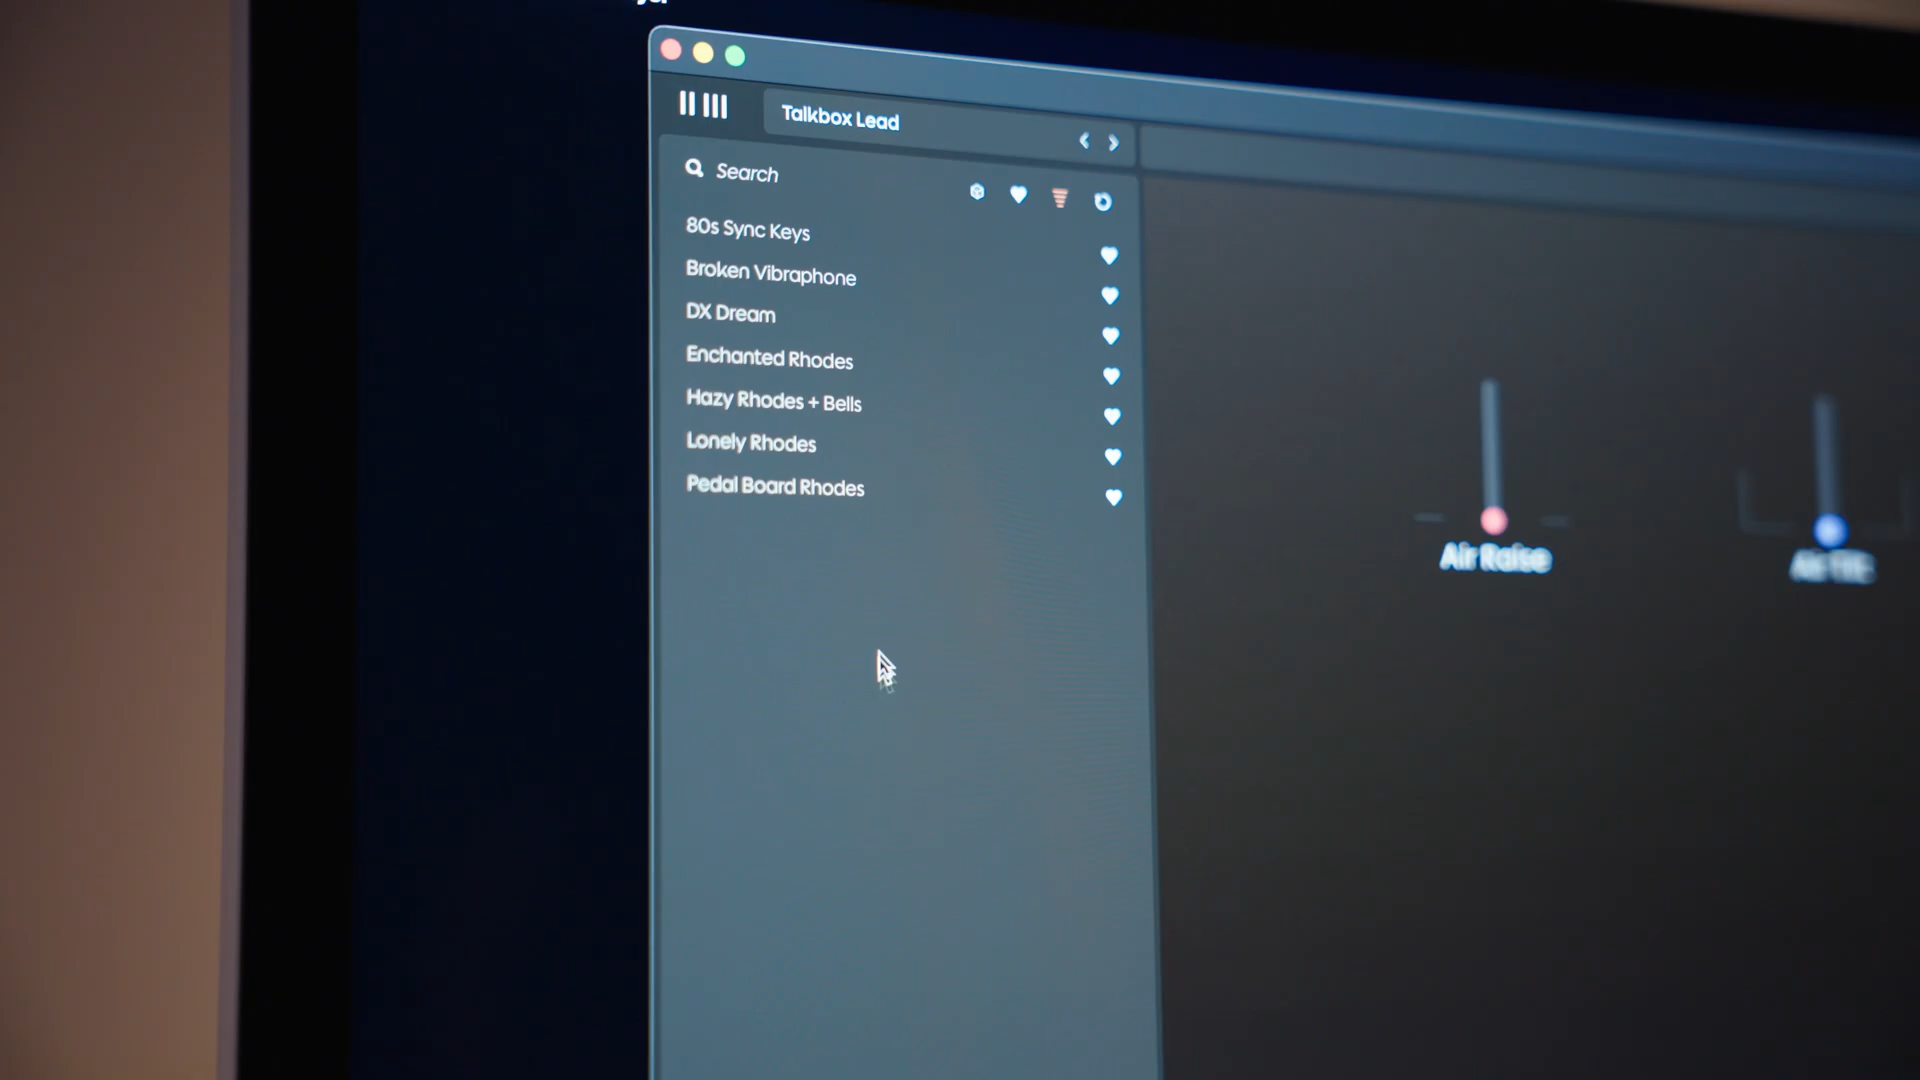 Talkbox Lead
Search
80s Sync Keys
Broken Vibraphone
DX Dream
Enchanted Rhodes
Hazy Rhodes + Bells
Lonely Rhodes
Pedal Board Rhodes
Air Raise